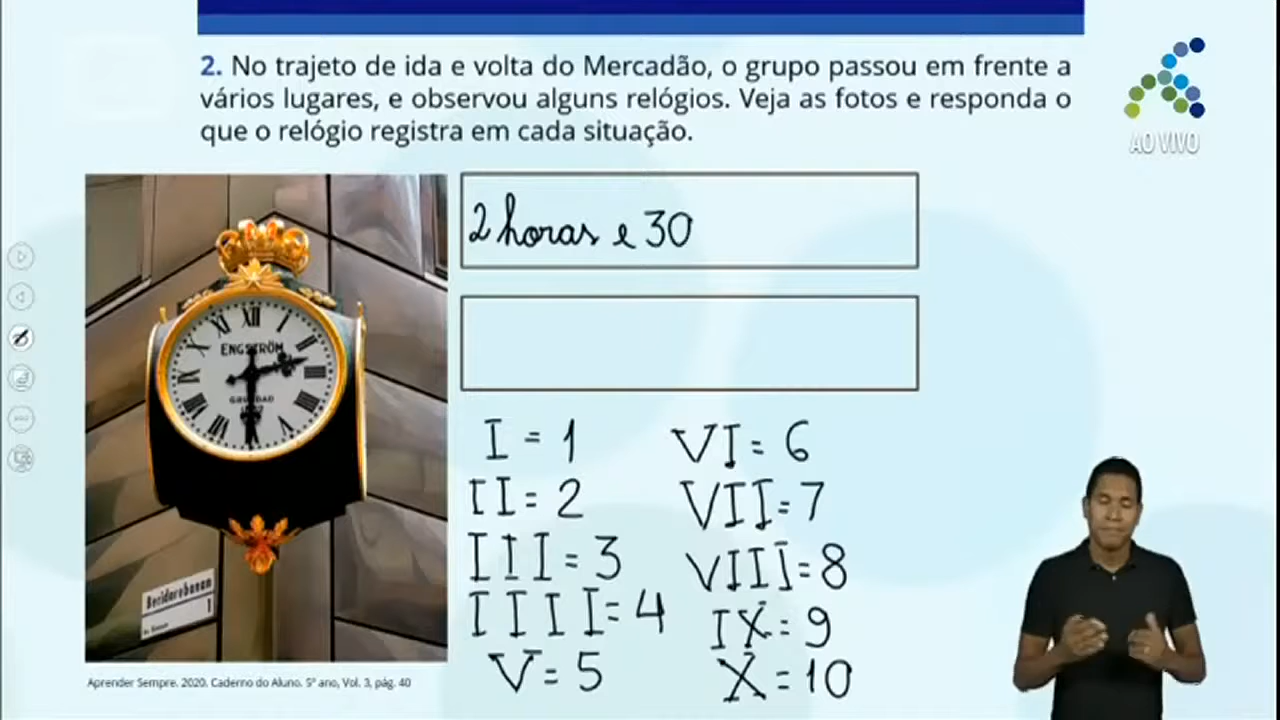 2. No trajeto de ida e volta do Mercadão, o grupo passou em frente a
vários lugares, e observou alguns relógios. Veja as fotos e responda o
que o relógio registra em cada situação.
AO VIVO
2 horas e 30
XII
I
XI
ENGSTRÖM
I = 1
II = 2
III = 3
IIII = 4
V = 5
VI = 6
VII = 7
VIII = 8
IX = 9
X = 10
Aprender Sempre. 2020. Caderno do Aluno. 5º ano, Vol. 3, pág. 40